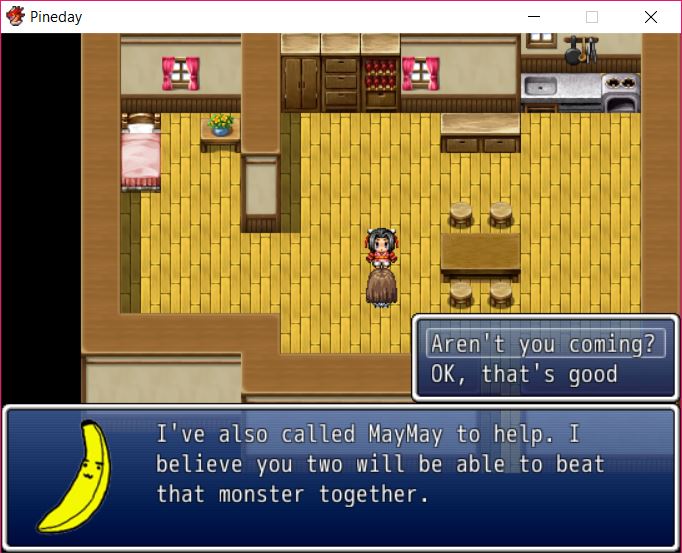 Pineday
Aren't you coming?
OK, that's good
I've also called MayMay to help. I
believe you two will be able to beat
that monster together.